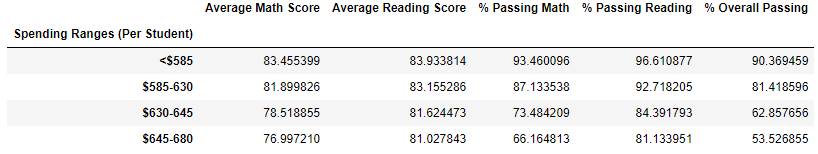 Average Math Score Average Reading Score % Passing Math % Passing Reading % Overall Passing
Spending Ranges (Per Student)
<$585 83.455399 83.933814 93.460096 96.610877 90.369459
$585-630 81.899826 83.155286 87.133538 92.718205 81.418596
$630-645 78.518855 81.624473 73.484209 84.391793 62.857656
$645-680 76.997210 81.027843 66.164813 81.133951 53.526855